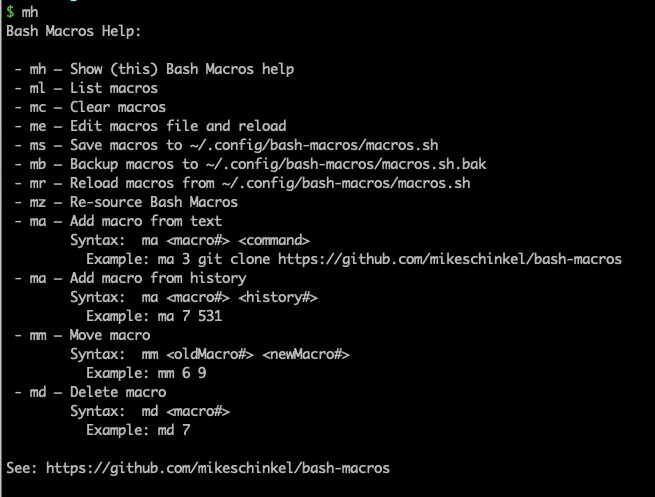 $ mh
Bash Macros Help:
- mh — Show (this) Bash Macros help
- ml — List macros
- mc — Clear macros
- me — Edit macros file and reload
- ms — Save macros to ~/.config/bash-macros/macros.sh
- mb — Backup macros to ~/.config/bash-macros/macros.sh.bak
- mr — Reload macros from ~/.config/bash-macros/macros.sh
- mz — Re-source Bash Macros
- ma — Add macro from text
Syntax:  ma <macro#> <command>
Example: ma 3 git clone https://github.com/mikeschinkel/bash-macros
- ma — Add macro from history
Syntax:  ma <macro#> <history#>
Example: ma 7 531
- mm — Move macro
Syntax:  mm <oldMacro#> <newMacro#>
Example: mm 6 9
- md — Delete macro
Syntax:  md <macro#>
Example: md 7
See: https://github.com/mikeschinkel/bash-macros